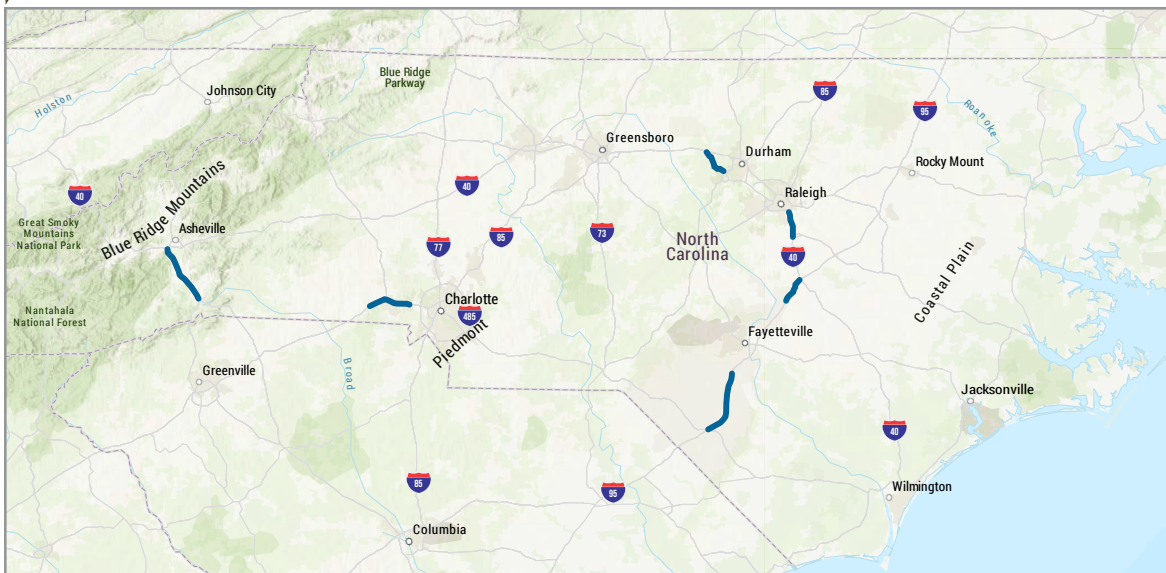 Johnson City
Holston
Blue Ridge
Parkway
85
95
Roanoke
Greensboro
Durham
Rocky Mount
40
40
Raleigh
Blue Ridge Mountains
Great Smoky
Mountains
National Park
Asheville
77
85
73
North
Carolina
40
Coastal Plain
Nantahala
National Forest
Charlotte
485
Piedmont
Fayetteville
Broad
Greenville
Jacksonville
40
85
95
Wilmington
Columbia